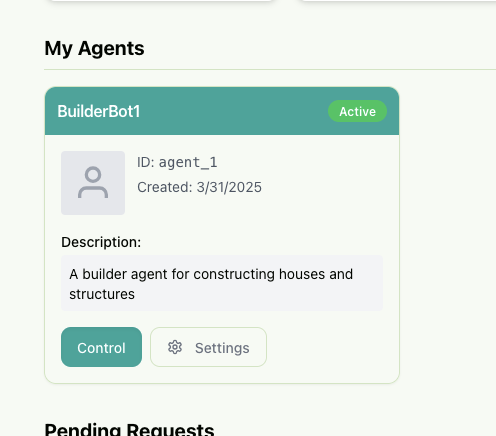 My Agents
BuilderBot1
Active
ID: agent_1
Created: 3/31/2025
Description:
A builder agent for constructing houses and
structures
Control
Settings
Pending Requests